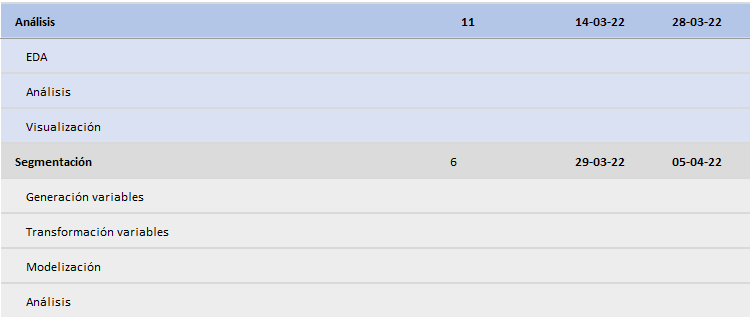 Análisis 11 14-03-22 28-03-22
EDA
Análisis
Visualización
Segmentación 6 29-03-22 05-04-22
Generación variables
Transformación variables
Modelización
Análisis